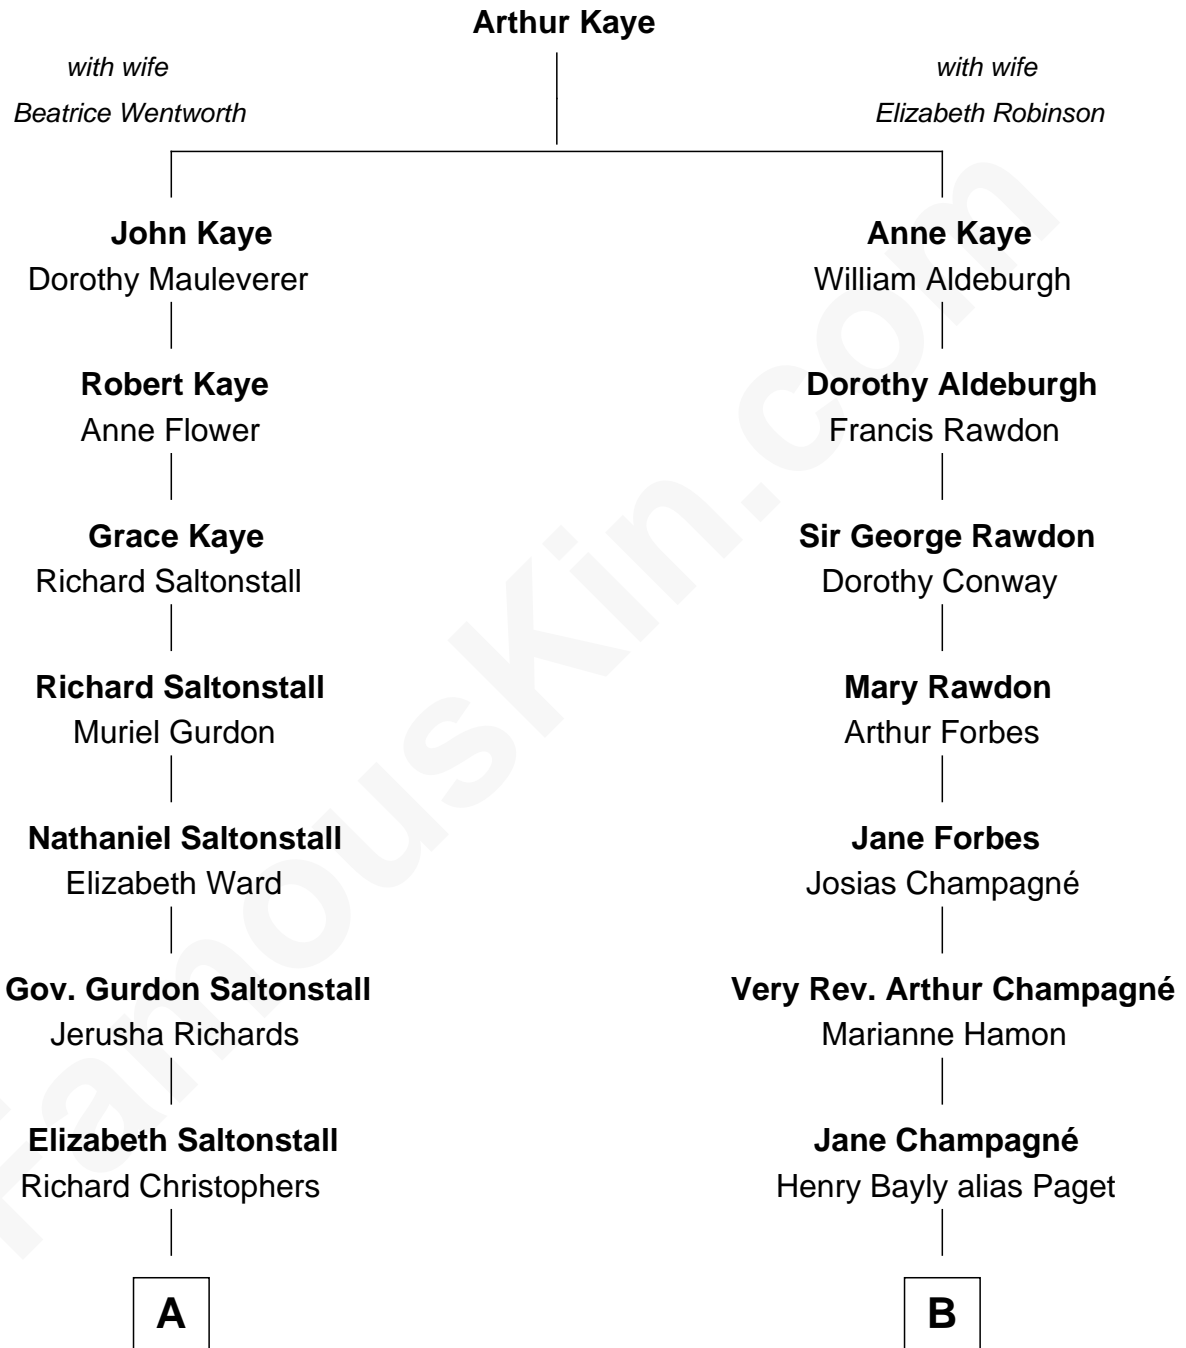 Arthur Kaye
with wife
Beatrice Wentworth
with wife
Elizabeth Robinson
John Kaye
Dorothy Mauleverer
Anne Kaye
William Aldeburgh
Robert Kaye
Anne Flower
Dorothy Aldeburgh
Francis Rawdon
Grace Kaye
Richard Saltonstall
Sir George Rawdon
Dorothy Conway
Richard Saltonstall
Muriel Gurdon
Mary Rawdon
Arthur Forbes
Nathaniel Saltonstall
Elizabeth Ward
Jane Forbes
Josias Champagné
Gov. Gurdon Saltonstall
Jerusha Richards
Very Rev. Arthur Champagné
Marianne Hamon
Elizabeth Saltonstall
Richard Christophers
Jane Champagné
Henry Bayly alias Paget
A
B
FamousKin.com